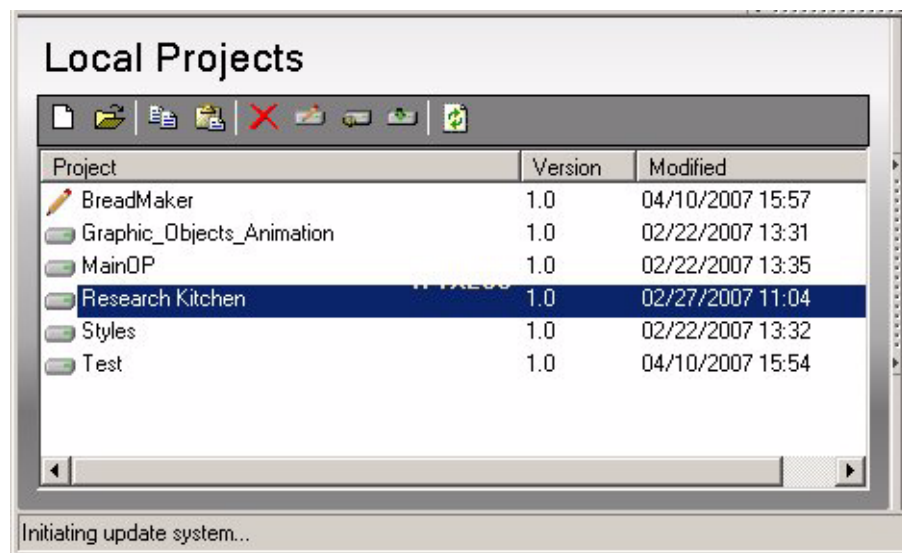 Local Projects
Project Version Modified
BreadMaker 1.0 04/10/2007 15:57
Graphic_Objects_Animation 1.0 02/22/2007 13:31
MainOP 1.0 02/22/2007 13:35
Research Kitchen 1.0 02/27/2007 11:04
Styles 1.0 02/22/2007 13:32
Test 1.0 04/10/2007 15:54
Initiating update system...